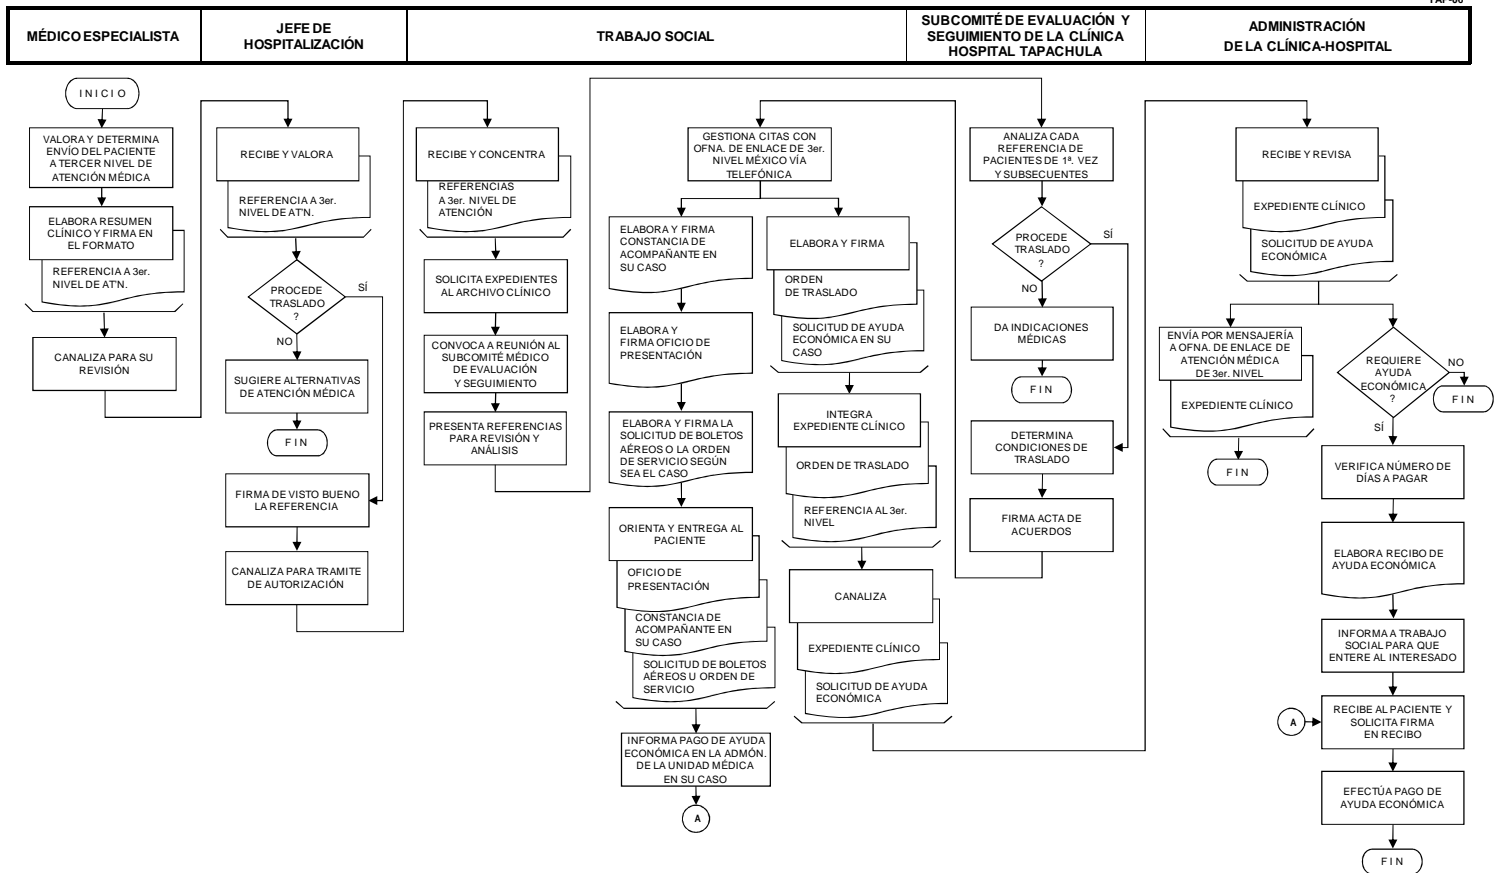 MÉDICO ESPECIALISTA
JEFE DE
HOSPITALIZACIÓN
TRABAJO SOCIAL
SUBCOMITÉ DE EVALUACIÓN Y
SEGUIMIENTO DE LA CLÍNICA
HOSPITAL TAPACHULA
ADMINISTRACIÓN
DE LA CLÍNICA-HOSPITAL
INICIO
VALORA Y DETERMINA
ENVÍO DEL PACIENTE
A TERCER NIVEL DE
ATENCIÓN MÉDICA
ELABORA RESUMEN
CLÍNICO Y FIRMA EN
EL FORMATO
REFERENCIA A 3er.
NIVEL DE AT'N.
CANALIZA PARA SU
REVISIÓN
RECIBE Y VALORA
REFERENCIA A 3er.
NIVEL DE AT'N.
PROCEDE
TRASLADO
?
SÍ
NO
SUGIERE ALTERNATIVAS
DE ATENCIÓN MÉDICA
FIN
FIRMA DE VISTO BUENO
LA REFERENCIA
CANALIZA PARA TRAMITE
DE AUTORIZACIÓN
RECIBE Y CONCENTRA
REFERENCIAS
A 3er. NIVEL DE
ATENCIÓN
SOLICITA EXPEDIENTES
AL ARCHIVO CLÍNICO
CONVOCA A REUNIÓN AL
SUBCOMITÉ MÉDICO
DE EVALUACIÓN
Y SEGUIMIENTO
PRESENTA REFERENCIAS
PARA REVISIÓN Y
ANÁLISIS
GESTIONA CITAS CON
OFNA. DE ENLACE DE 3er.
NIVEL MÉXICO VÍA
TELEFÓNICA
ELABORA Y FIRMA
CONSTANCIA DE
ACOMPAÑANTE EN
SU CASO
ELABORA Y
FIRMA OFICIO DE
PRESENTACIÓN
ELABORA Y FIRMA LA
SOLICITUD DE BOLETOS
AÉREOS O LA ORDEN
DE SERVICIO SEGÚN
SEA EL CASO
ORIENTA Y ENTREGA AL
PACIENTE
OFICIO DE
PRESENTACIÓN
CONSTANCIA DE
ACOMPAÑANTE EN
SU CASO
SOLICITUD DE BOLETOS
AÉREOS U ORDEN DE
SERVICIO
INFORMA PAGO DE AYUDA
ECONÓMICA EN LA ADMÓN.
DE LA UNIDAD MÉDICA
EN SU CASO
A
ELABORA Y FIRMA
ORDEN
DE TRASLADO
SOLICITUD DE AYUDA
ECONÓMICA EN SU
CASO
INTEGRA
EXPEDIENTE CLÍNICO
ORDEN DE TRASLADO
REFERENCIA AL 3er.
NIVEL
CANALIZA
EXPEDIENTE CLÍNICO
SOLICITUD DE AYUDA
ECONÓMICA
ANALIZA CADA
REFERENCIA DE
PACIENTES DE 1ª. VEZ
Y SUBSECUENTES
PROCEDE
TRASLADO
?
SÍ
NO
DA INDICACIONES
MÉDICAS
FIN
DETERMINA
CONDICIONES DE
TRASLADO
FIRMA ACTA DE
ACUERDOS
RECIBE Y REVISA
EXPEDIENTE CLÍNICO
SOLICITUD DE AYUDA
ECONÓMICA
ENVÍA POR MENSAJERÍA
A OFNA. DE ENLACE DE
ATENCIÓN MÉDICA
DE 3er. NIVEL
EXPEDIENTE CLÍNICO
FIN
REQUIERE
AYUDA
ECONÓMICA
?
NO
FIN
SÍ
VERIFICA NÚMERO DE
DÍAS A PAGAR
ELABORA RECIBO DE
AYUDA ECONÓMICA
INFORMA A TRABAJO
SOCIAL PARA QUE
ENTERE AL INTERESADO
A
RECIBE AL PACIENTE Y
SOLICITA FIRMA
EN RECIBO
EFECTÚA PAGO DE
AYUDA ECONÓMICA
FIN